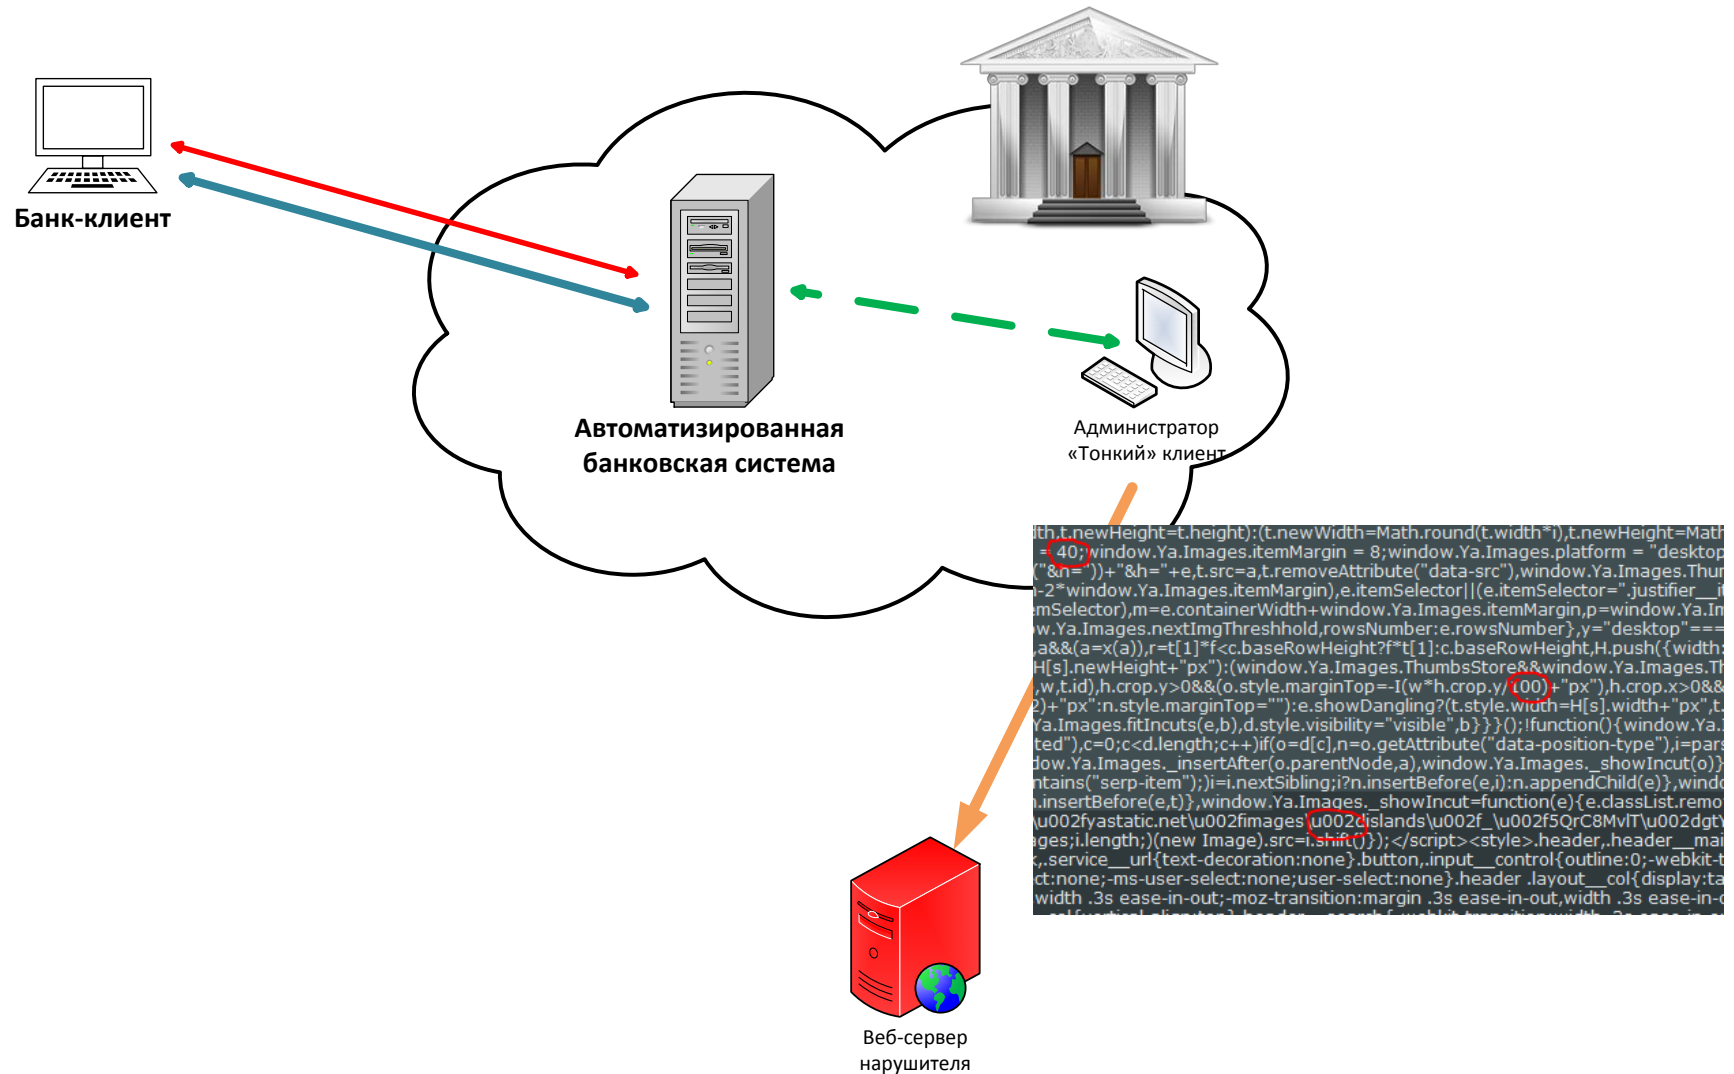 Банк-клиент
Автоматизированная
банковская система
Администратор
«Тонкий» клиент
lth,t.newHeight=t.height):(t.newWidth=Math.round(t.width*i),t.newHeight=Math
= 40;window.Ya.Images.itemMargin = 8;window.Ya.Images.platform = "desktop
("&n="))+"&h="+e,t.src=a,t.removeAttribute("data-src"),window.Ya.Images.Thum
-2*window.Ya.Images.itemMargin),e.itemSelector||(e.itemSelector=".justifier__it
emSelector),m=e.containerWidth+window.Ya.Images.itemMargin,p=window.Ya.Im
w.Ya.Images.nextImgThreshhold,rowsNumber:e.rowsNumber},y="desktop"===
,a&&(a=x(a)),r=t[1]*f<c.baseRowHeight?f*t[1]:c.baseRowHeight,H.push({width:
H[s].newHeight+"px"):(window.Ya.Images.ThumbsStore&&window.Ya.Images.Th
,w,t.id),h.crop.y>0&&(o.style.marginTop=-I(w*h.crop.y/100)+"px"),h.crop.x>0&&
2)+"px":n.style.marginTop=""):e.showDangling?(t.style.width=H[s].width+"px",t.
Ya.Images.fitIncuts(e,b),d.style.visibility="visible",b}}}();!function(){window.Ya.
ted"),c=0;c<d.length;c++)if(o=d[c],n=o.getAttribute("data-position-type"),i=pars
dow.Ya.Images._insertAfter(o.parentNode,a),window.Ya.Images._showIncut(o)}
ntains("serp-item");)i=i.nextSibling;i?n.insertBefore(e,i):n.appendChild(e)},windo
.insertBefore(e,t)},window.Ya.Images._showIncut=function(e){e.classList.remo
\u002fyastatic.net\u002fimages\u002dislands\u002f_\u002f5QrC8MvlT\u002dgtY
ages;i.length;)(new Image).src=i.shift()});</script><style>.header,.header__mai
,.service__url{text-decoration:none}.button,.input__control{outline:0;-webkit-t
ct:none;-ms-user-select:none;user-select:none}.header .layout__col{display:ta
width .3s ease-in-out;-moz-transition:margin .3s ease-in-out,width .3s ease-in-o
Веб-сервер
нарушителя